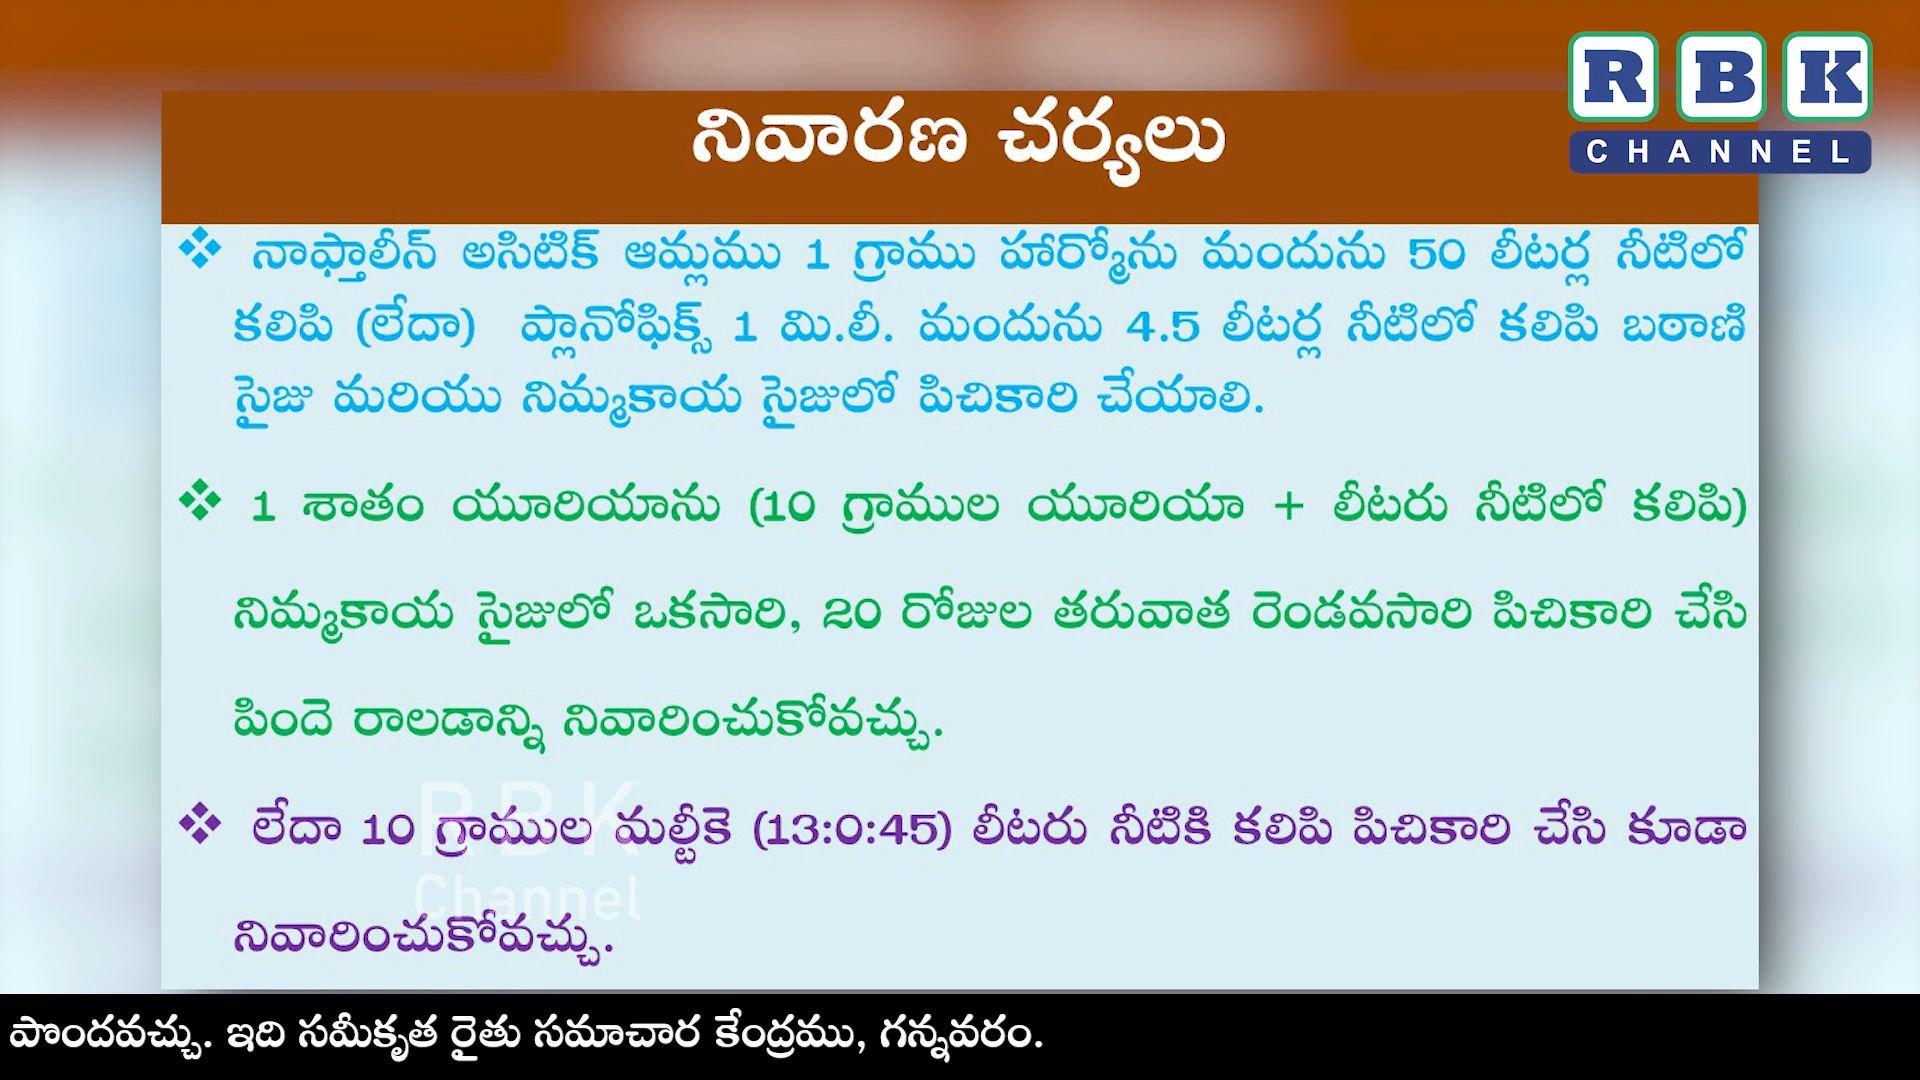 R B K
CHANNEL
నివారణ చర్యలు
❖ నాఫ్తాలీన్ అసిటిక్ ఆమ్లము 1 గ్రాము హార్మోను మందును 50 లీటర్ల నీటిలో
కలిపి (లేదా) ప్లానోఫిక్స్ 1 మి.లీ. మందును 4.5 లీటర్ల నీటిలో కలిపి బఠాణి
సైజు మరియు నిమ్మకాయ సైజులో పిచికారి చేయాలి.
❖ 1 శాతం యూరియాను (10 గ్రాముల యూరియా + లీటరు నీటిలో కలిపి)
నిమ్మకాయ సైజులో ఒకసారి, 20 రోజుల తరువాత రెండవసారి పిచికారి చేసి
పిందె రాలడాన్ని నివారించుకోవచ్చు.
❖ లేదా 10 గ్రాముల మల్టీకె (13:0:45) లీటరు నీటికి కలిపి పిచికారి చేసి కూడా
నివారించుకోవచ్చు.
RBK
Channel
పొందవచ్చు. ఇది సమీకృత రైతు సమాచార కేంద్రము, గన్నవరం.